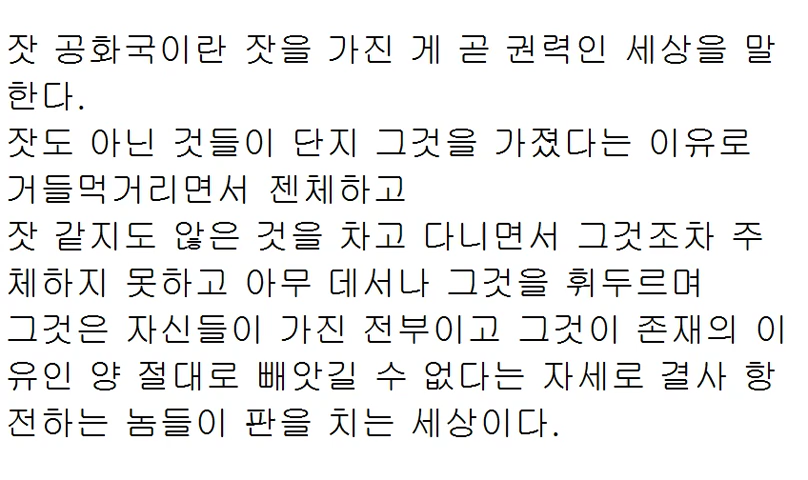 잣 공화국이란 잣을 가진 게 곧 권력인 세상을 말
한다.
잣도 아닌 것들이 단지 그것을 가졌다는 이유로
거들먹거리면서 젠체하고
잣 같지도 않은 것을 차고 다니면서 그것조차 주
체하지 못하고 아무 데서나 그것을 휘두르며
그것은 자신들이 가진 전부이고 그것이 존재의 이
유인 양 절대로 빼앗길 수 없다는 자세로 결사 항
전하는 놈들이 판을 치는 세상이다.